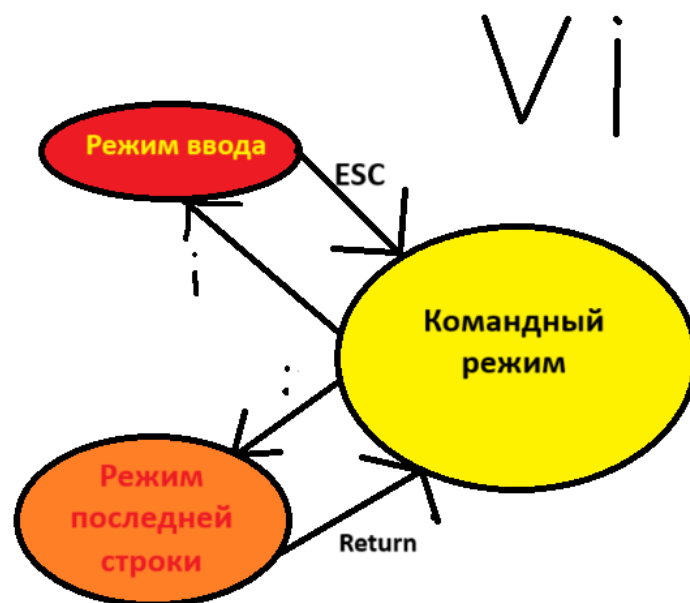 Vi
Режим ввода
ESC
i
Командный
режим
:
Режим
последней
строки
Return